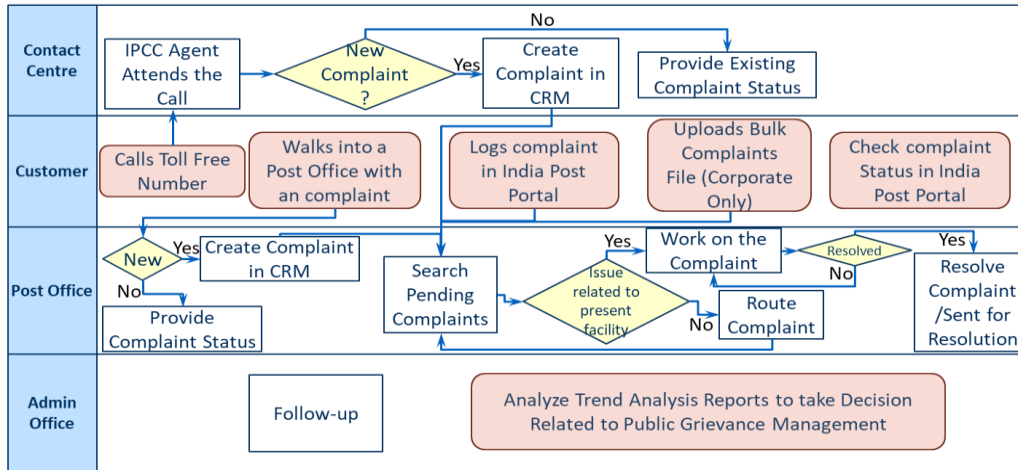 Contact
Centre
IPCC Agent
Attends the
Call
New
Complaint
?
Yes
No
Create
Complaint in
CRM
Provide Existing
Complaint Status
Customer
Calls Toll Free
Number
Walks into a
Post Office with
an complaint
Logs complaint
in India Post
Portal
Uploads Bulk
Complaints
File (Corporate
Only)
Check complaint
Status in India
Post Portal
Post Office
New
Yes
No
Create Complaint
in CRM
Provide
Complaint Status
Search
Pending
Complaints
Issue
related to
present
facility
Yes
No
Work on the
Complaint
Route
Complaint
Resolved
Yes
No
Resolve
Complaint
/Sent for
Resolution
Admin
Office
Follow-up
Analyze Trend Analysis Reports to take Decision
Related to Public Grievance Management